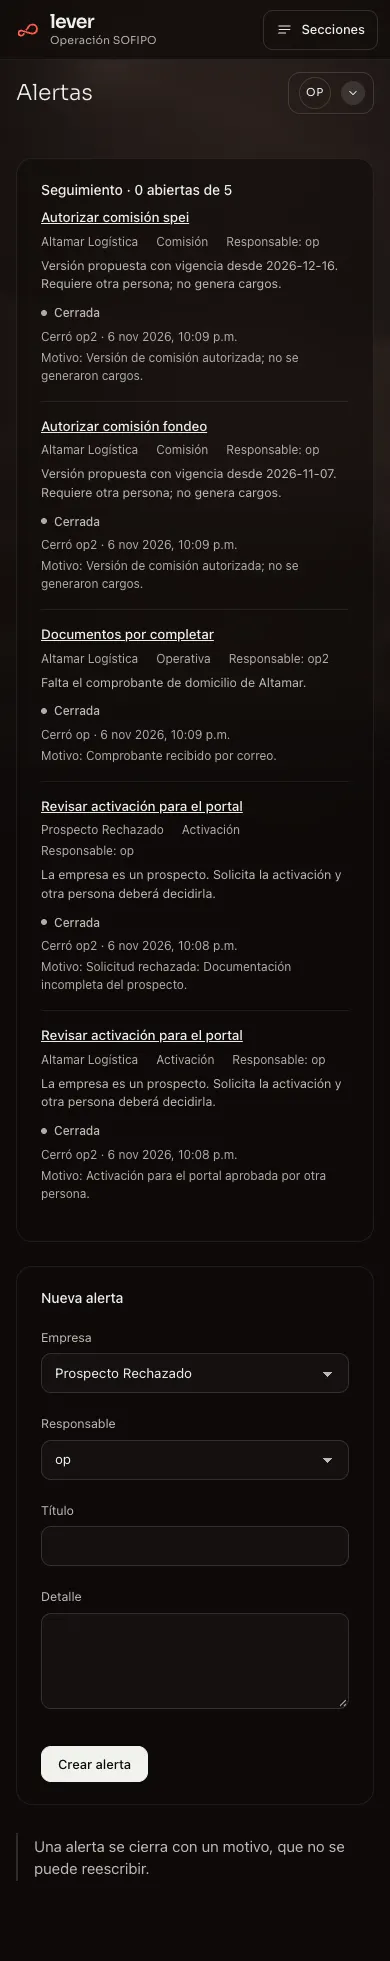 lever
Operación SOFIPO
Secciones
Alertas
OP
Seguimiento · 0 abiertas de 5
Autorizar comisión spei
Altamar Logística Comisión Responsable: op
Versión propuesta con vigencia desde 2026-12-16.
Requiere otra persona; no genera cargos.
Cerrada
Cerró op2 · 6 nov 2026, 10:09 p.m.
Motivo: Versión de comisión autorizada; no se
generaron cargos.
Autorizar comisión fondeo
Altamar Logística Comisión Responsable: op
Versión propuesta con vigencia desde 2026-11-07.
Requiere otra persona; no genera cargos.
Cerrada
Cerró op2 · 6 nov 2026, 10:09 p.m.
Motivo: Versión de comisión autorizada; no se
generaron cargos.
Documentos por completar
Altamar Logística Operativa Responsable: op2
Falta el comprobante de domicilio de Altamar.
Cerrada
Cerró op · 6 nov 2026, 10:09 p.m.
Motivo: Comprobante recibido por correo.
Revisar activación para el portal
Prospecto Rechazado Activación
Responsable: op
La empresa es un prospecto. Solicita la activación y
otra persona deberá decidirla.
Cerrada
Cerró op2 · 6 nov 2026, 10:08 p.m.
Motivo: Solicitud rechazada: Documentación
incompleta del prospecto.
Revisar activación para el portal
Altamar Logística Activación Responsable: op
La empresa es un prospecto. Solicita la activación y
otra persona deberá decidirla.
Cerrada
Cerró op2 · 6 nov 2026, 10:08 p.m.
Motivo: Activación para el portal aprobada por otra
persona.
Nueva alerta
Empresa
Prospecto Rechazado
Responsable
op
Título
Detalle
Crear alerta
Una alerta se cierra con un motivo, que no se
puede reescribir.